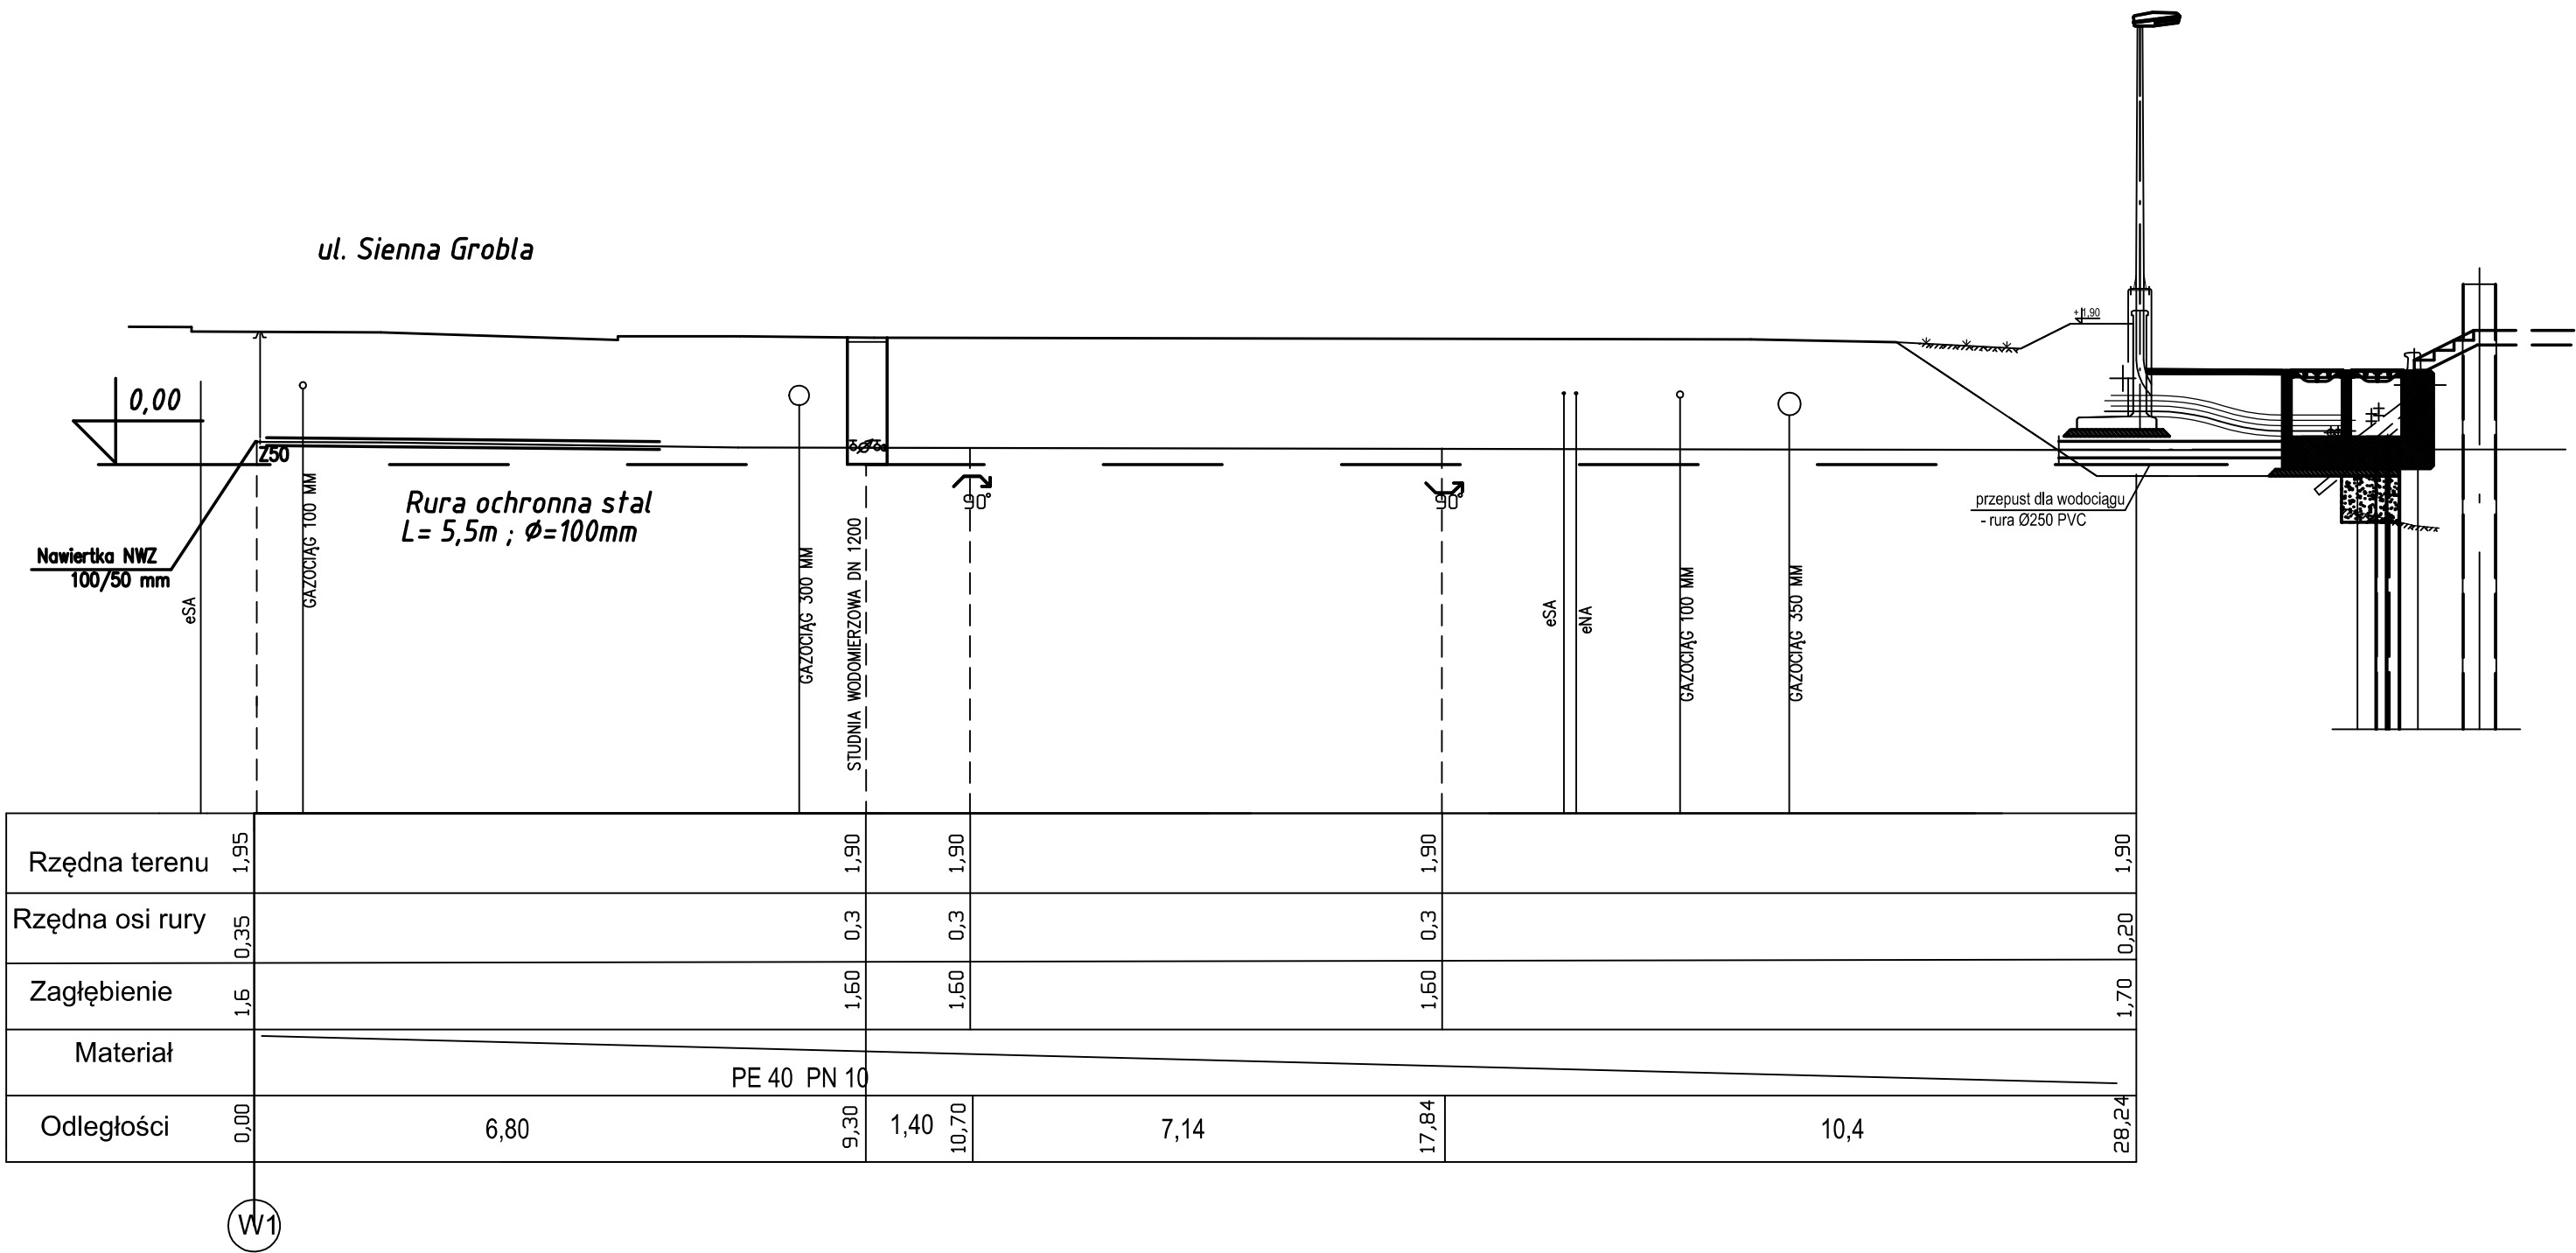 ul. Sienna Grobla
+1,90
0,00
Z50
Rura ochronna stal
L= 5,5m ; Φ=100mm
Nawiertka NWZ
100/50 mm
eSA
GAZOCIĄG 100 MM
GAZOCIĄG 300 MM
STUDNIA WODOMIERZOWA DN 1200
90°
90°
eSA
eNA
GAZOCIĄG 100 MM
GAZOCIĄG 350 MM
przepust dla wodociągu
- rura Ø250 PVC
Rzędna terenu 1,95 1,90 1,90 1,90 1,90
Rzędna osi rury 0,35 0,3 0,3 0,3 0,20
Zagłębienie 1,6 1,60 1,60 1,60 1,70
Materiał
PE 40 PN 10
Odległości 0,00 6,80 9,30 1,40 10,70 7,14 17,84 10,4 28,24
W1